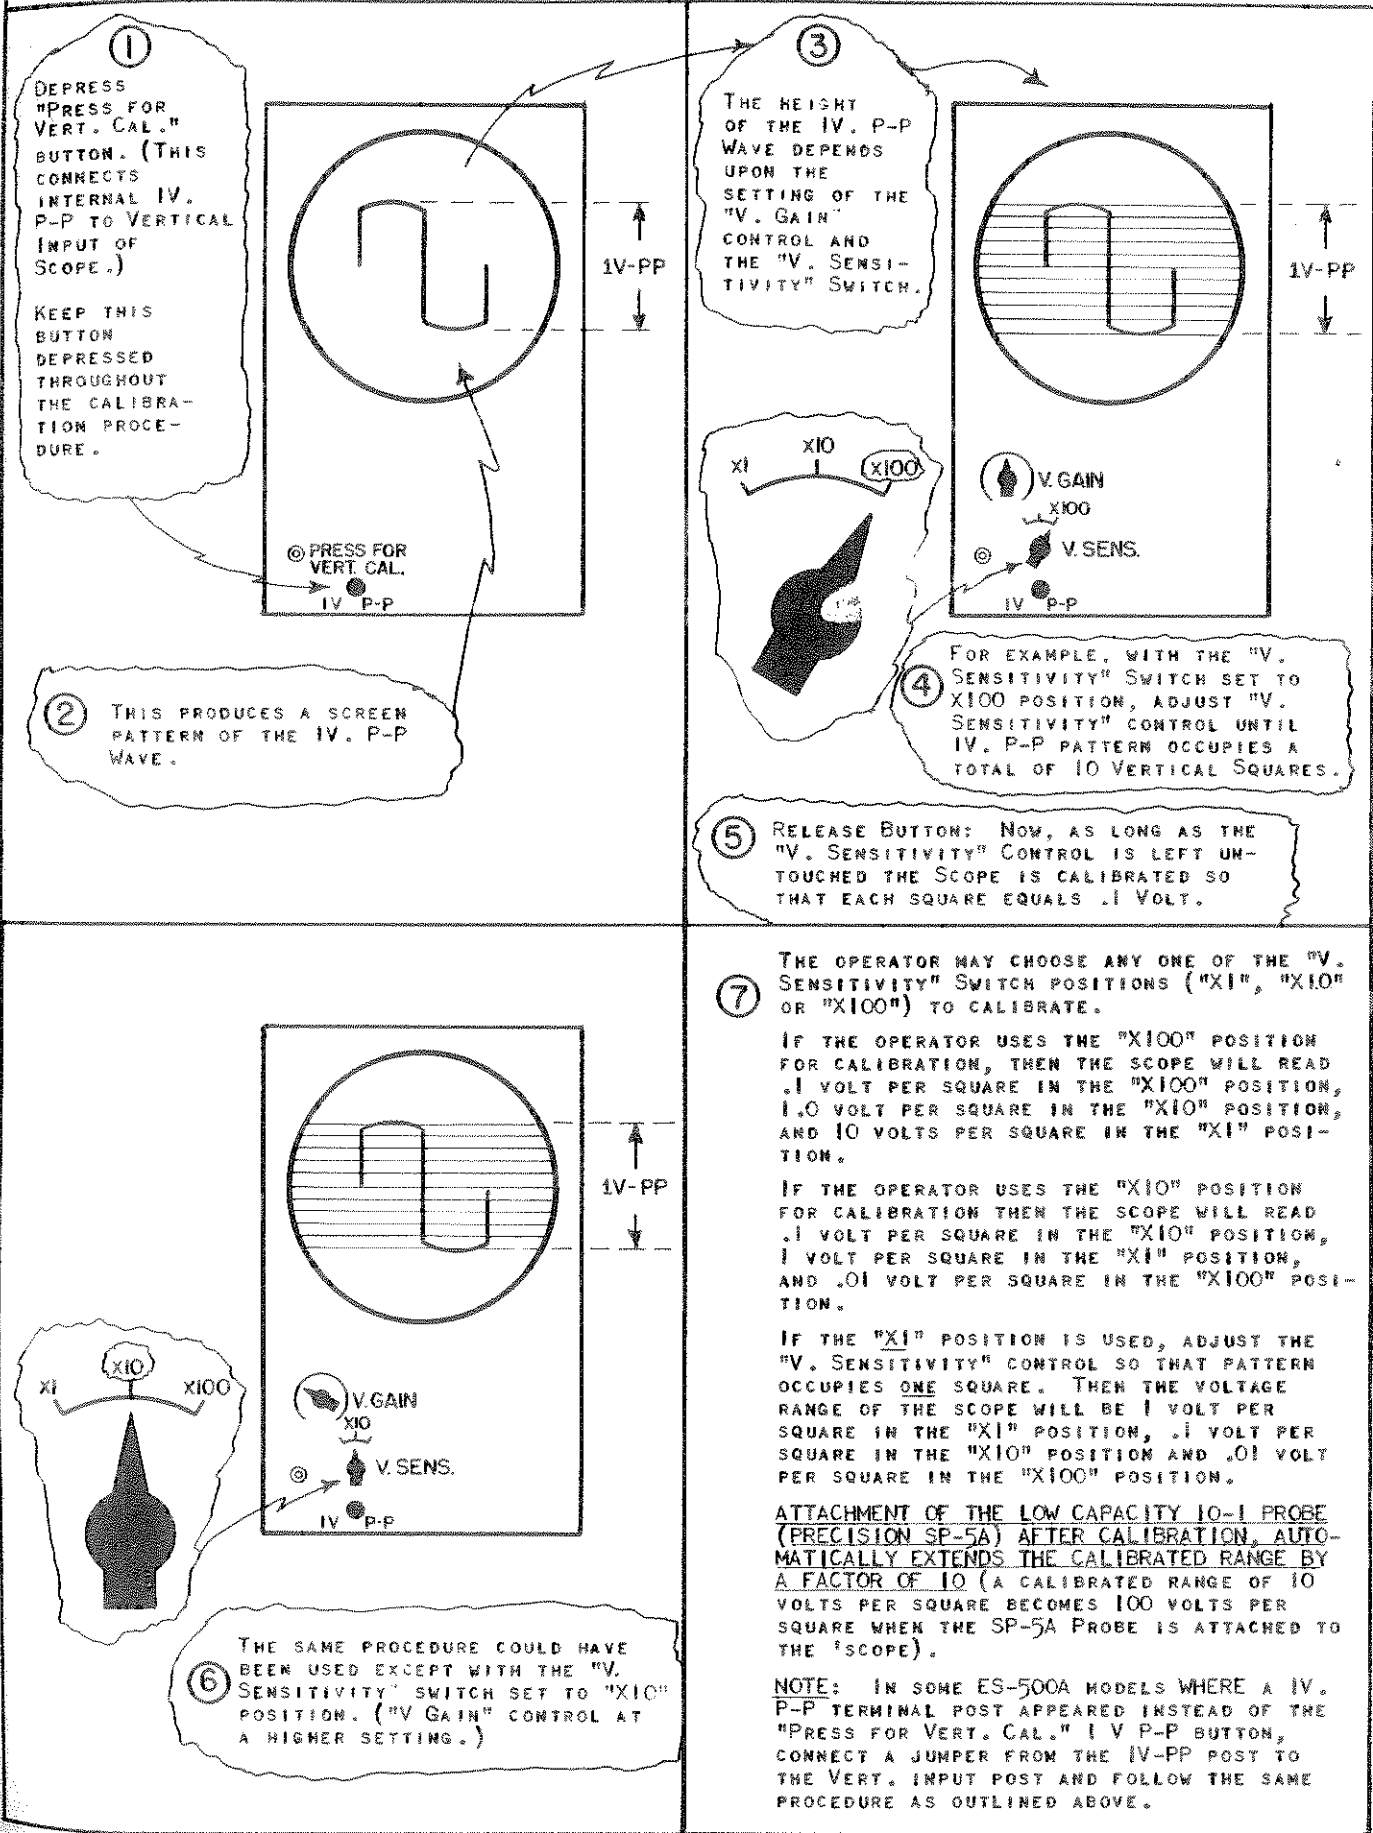 1
DEPRESS
"PRESS FOR
VERT. CAL."
BUTTON. (THIS
CONNECTS
INTERNAL 1V.
P-P TO VERTICAL
INPUT OF
SCOPE.)
KEEP THIS
BUTTON
DEPRESSED
THROUGHOUT
THE CALIBRA-
TION PROCE-
DURE.
1V-PP
PRESS FOR
VERT. CAL.
1V P-P
2
THIS PRODUCES A SCREEN
PATTERN OF THE 1V. P-P
WAVE.
3
THE HEIGHT
OF THE 1V. P-P
WAVE DEPENDS
UPON THE
SETTING OF THE
"V. GAIN"
CONTROL AND
THE "V. SENSI-
TIVITY" SWITCH.
1V-PP
X1 X10 X100
V. GAIN
X100
V. SENS.
1V P-P
4
FOR EXAMPLE, WITH THE "V.
SENSITIVITY" SWITCH SET TO
X100 POSITION, ADJUST "V.
SENSITIVITY" CONTROL UNTIL
1V. P-P PATTERN OCCUPIES A
TOTAL OF 10 VERTICAL SQUARES.
5
RELEASE BUTTON: NOW, AS LONG AS THE
"V. SENSITIVITY" CONTROL IS LEFT UN-
TOUCHED THE SCOPE IS CALIBRATED SO
THAT EACH SQUARE EQUALS .1 VOLT.
1V-PP
X1 X10 X100
V. GAIN
X10
V. SENS.
1V P-P
6
THE SAME PROCEDURE COULD HAVE
BEEN USED EXCEPT WITH THE "V.
SENSITIVITY" SWITCH SET TO "X10"
POSITION. ("V GAIN" CONTROL AT
A HIGHER SETTING.)
7
THE OPERATOR MAY CHOOSE ANY ONE OF THE "V.
SENSITIVITY" SWITCH POSITIONS ("X1", "X10"
OR "X100") TO CALIBRATE.
IF THE OPERATOR USES THE "X100" POSITION
FOR CALIBRATION, THEN THE SCOPE WILL READ
.1 VOLT PER SQUARE IN THE "X100" POSITION,
1.0 VOLT PER SQUARE IN THE "X10" POSITION,
AND 10 VOLTS PER SQUARE IN THE "X1" POSI-
TION.
IF THE OPERATOR USES THE "X10" POSITION
FOR CALIBRATION THEN THE SCOPE WILL READ
.1 VOLT PER SQUARE IN THE "X10" POSITION,
1 VOLT PER SQUARE IN THE "X1" POSITION,
AND .01 VOLT PER SQUARE IN THE "X100" POSI-
TION.
IF THE "X1" POSITION IS USED, ADJUST THE
"V. SENSITIVITY" CONTROL SO THAT PATTERN
OCCUPIES ONE SQUARE. THEN THE VOLTAGE
RANGE OF THE SCOPE WILL BE 1 VOLT PER
SQUARE IN THE "X1" POSITION, .1 VOLT PER
SQUARE IN THE "X10" POSITION AND .01 VOLT
PER SQUARE IN THE "X100" POSITION.
ATTACHMENT OF THE LOW CAPACITY 10-1 PROBE
(PRECISION SP-5A) AFTER CALIBRATION, AUTO-
MATICALLY EXTENDS THE CALIBRATED RANGE BY
A FACTOR OF 10 (A CALIBRATED RANGE OF 10
VOLTS PER SQUARE BECOMES 100 VOLTS PER
SQUARE WHEN THE SP-5A PROBE IS ATTACHED TO
THE 'SCOPE).
NOTE: IN SOME ES-500A MODELS WHERE A 1V.
P-P TERMINAL POST APPEARED INSTEAD OF THE
"PRESS FOR VERT. CAL." 1 V P-P BUTTON,
CONNECT A JUMPER FROM THE 1V-PP POST TO
THE VERT. INPUT POST AND FOLLOW THE SAME
PROCEDURE AS OUTLINED ABOVE.